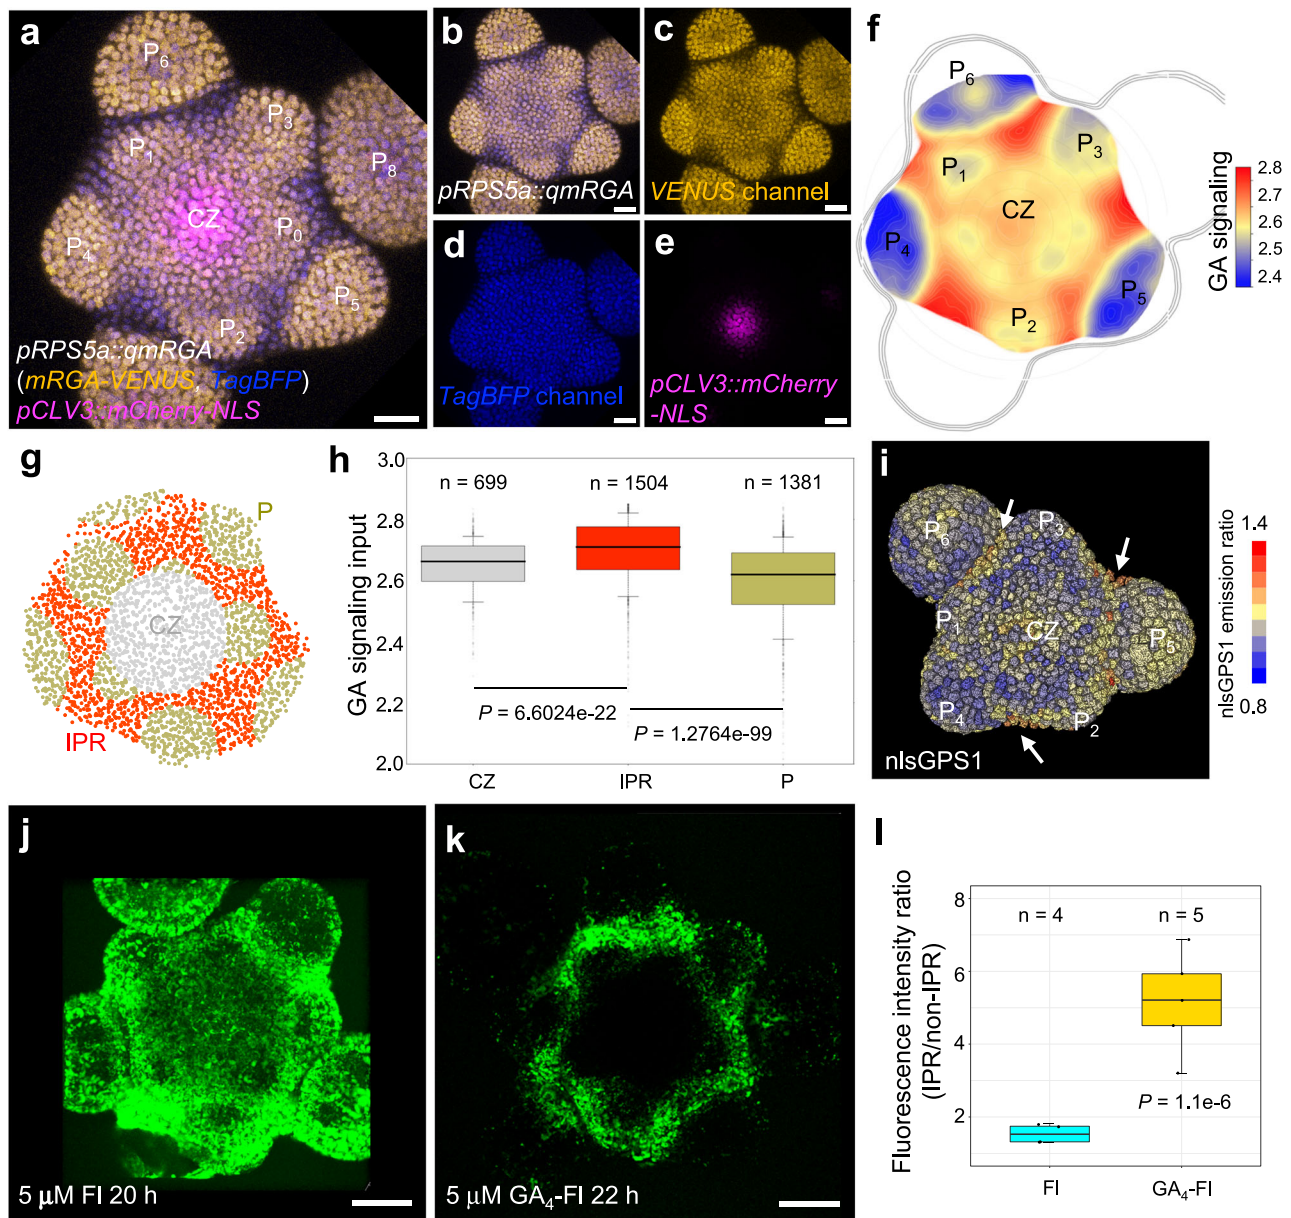 a
P6
P3
P1
P8
CZ
P0
P4
P5
P2
pRPS5a::qmRGA
(mRGA-VENUS, TagBFP)
pCLV3::mCherry-NLS
b
pRPS5a::qmRGA
c
VENUS channel
d
TagBFP channel
e
pCLV3::mCherry
-NLS
f
P6
P3
P1
CZ
P4
P5
P2
GA signaling
2.8
2.7
2.6
2.5
2.4
g
P
CZ
IPR
h
GA signaling input
3.0
2.8
2.6
2.4
2.2
2.0
n = 699
n = 1504
n = 1381
P = 6.6024e-22
P = 1.2764e-99
CZ
IPR
P
i
P6
P3
P1
CZ
P5
P4
P2
nlsGPS1
nlsGPS1 emission ratio
1.4
0.8
j
5 μM Fl 20 h
k
5 μM GA4-Fl 22 h
l
Fluorescence intensity ratio
(IPR/non-IPR)
8
6
4
2
n = 4
n = 5
P = 1.1e-6
Fl
GA4-Fl